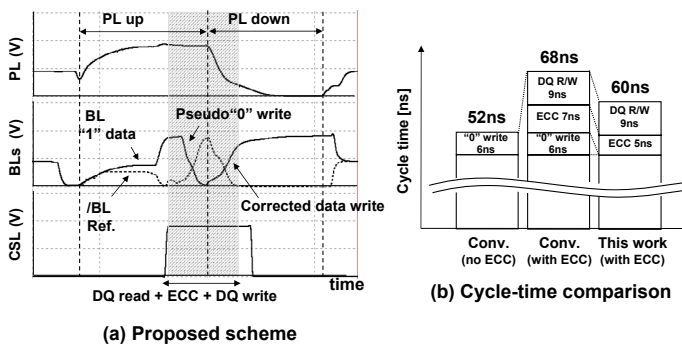 PL (V)
PL up
PL down
BLs (V)
BL
"1" data
Pseudo"0" write
/BL
Ref.
Corrected data write
CSL (V)
time
DQ read + ECC + DQ write
(a) Proposed scheme
Cycle time [ns]
52ns
"0" write
6ns
68ns
DQ R/W
9ns
ECC 7ns
"0" write
6ns
60ns
DQ R/W
9ns
ECC 5ns
Conv.
(no ECC)
Conv.
(with ECC)
This work
(with ECC)
(b) Cycle-time comparison